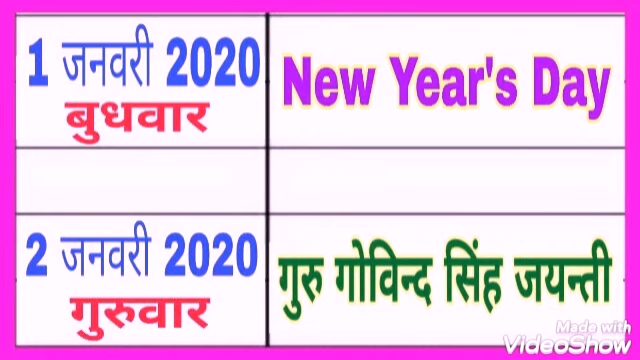 1 जनवरी 2020
बुधवार
New Year's Day
2 जनवरी 2020
गुरुवार
गुरु गोविन्द सिंह जयन्ती
Made with
VideoShow